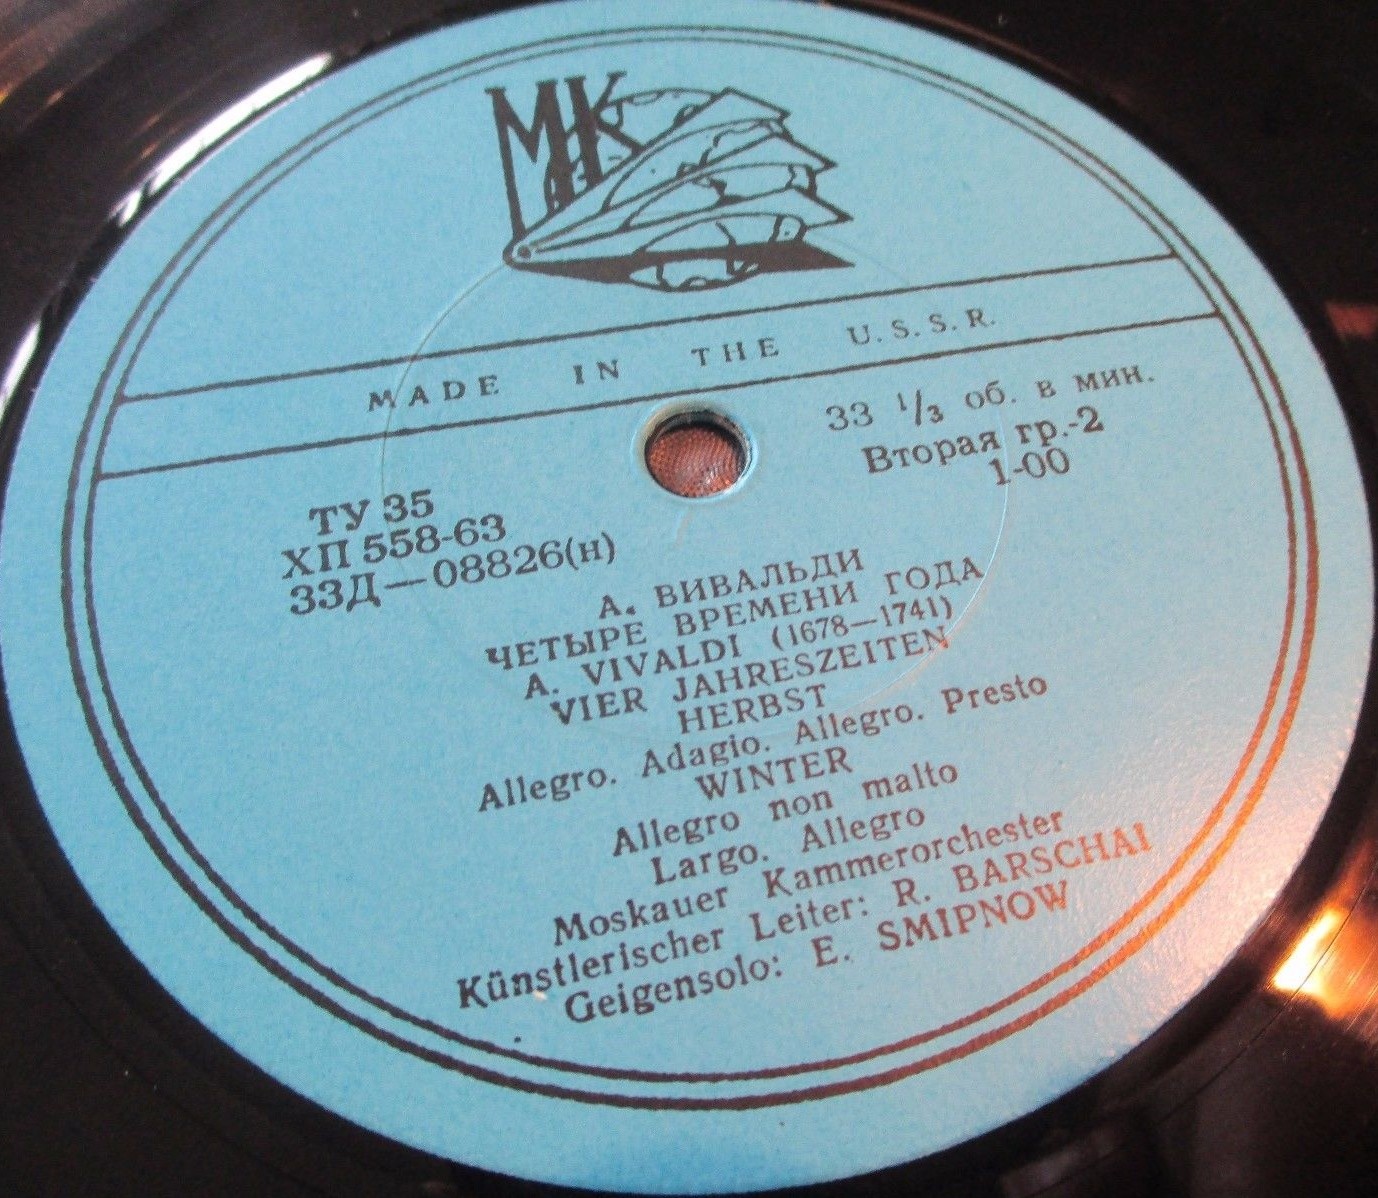 МК
MADE IN THE U.S.S.R.
33 1/3 об. в мин.
Вторая гр.-2
1-00
ТУ 35
ХП 558-63
33Д—08826(н)
А. ВИВАЛЬДИ
ЧЕТЫРЕ ВРЕМЕНИ ГОДА
A. VIVALDI (1678—1741)
VIER JAHRESZEITEN
HERBST
Allegro. Adagio. Allegro. Presto
WINTER
Allegro non malto
Largo. Allegro
Moskauer Kammerorchester
Künstlerischer Leiter: R. BARSCHAI
Geigensolo: E. SMIPNOW